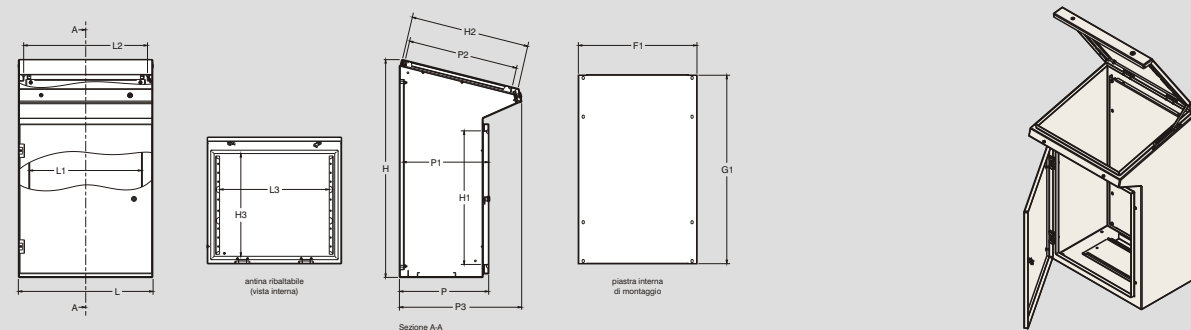 A
L2
L1
L
A
L3
H3
antina ribaltabile
(vista interna)
H2
P2
H
P1
H1
P
P3
Sezione A-A
F1
G1
piastra interna
di montaggio